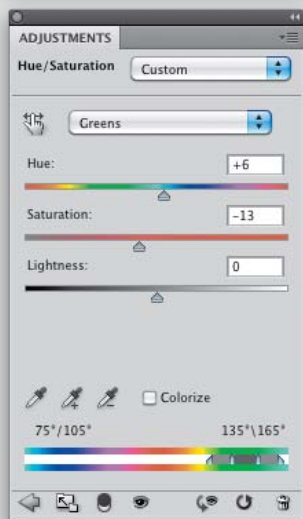 ADJUSTMENTS
Hue/Saturation Custom
Greens
Hue: +6
Saturation: -13
Lightness: 0
Colorize
75°/105° 135°\165°